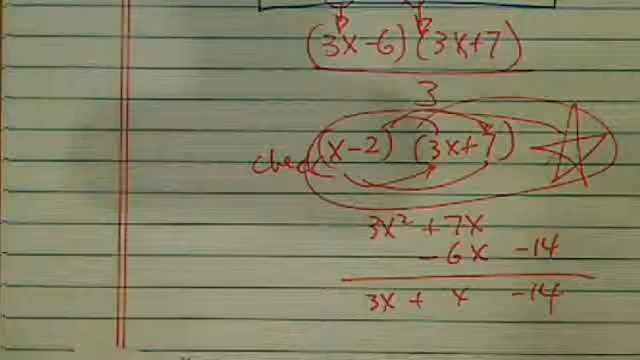 (3x-6)(3x+7)
3
check (x-2) (3x+7)
3x² + 7x
- 6x -14
3x + x -14